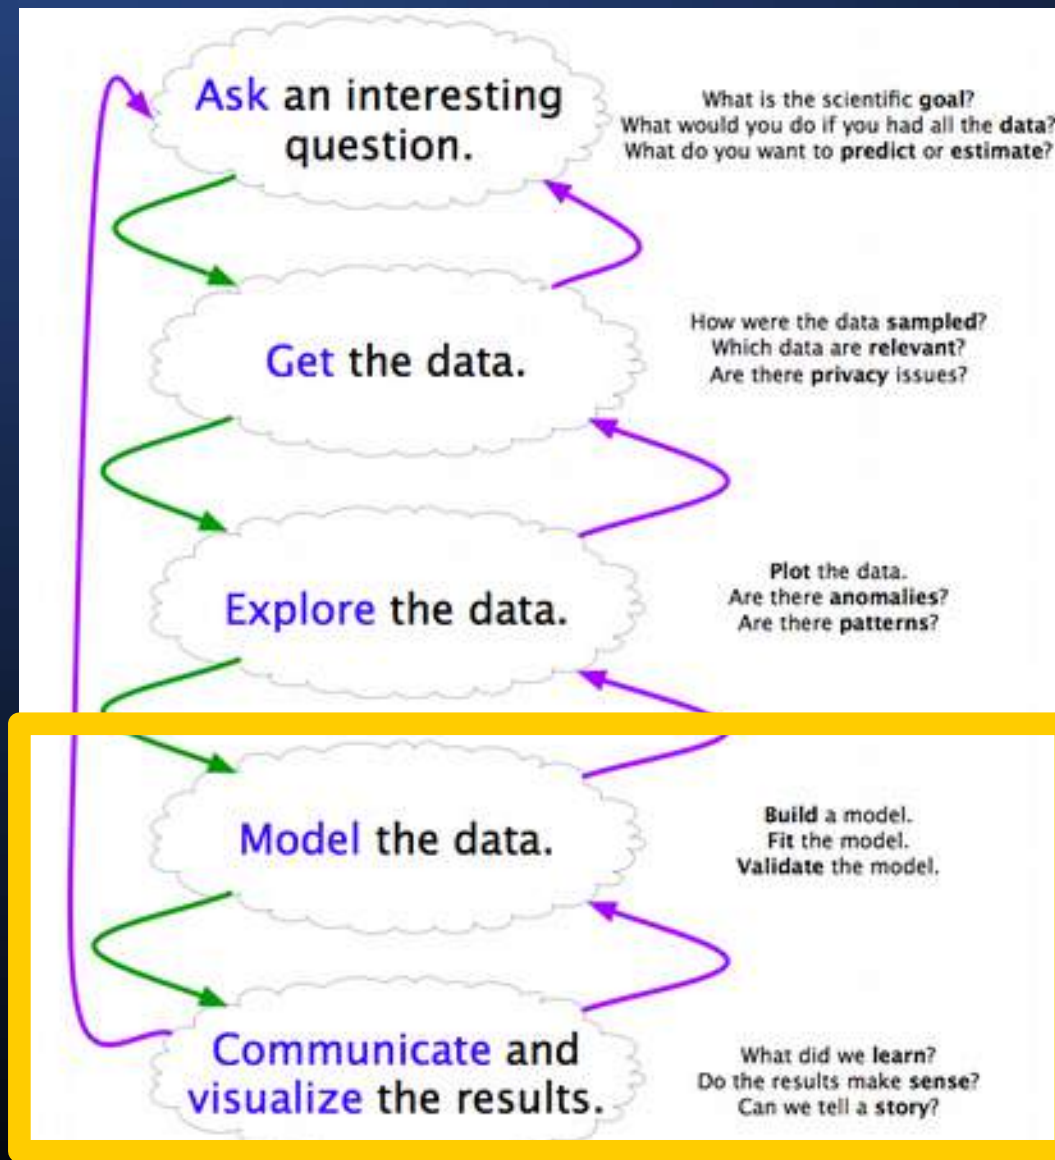 Ask an interesting
question.
What is the scientific goal?
What would you do if you had all the data?
What do you want to predict or estimate?
Get the data.
How were the data sampled?
Which data are relevant?
Are there privacy issues?
Explore the data.
Plot the data.
Are there anomalies?
Are there patterns?
Model the data.
Build a model.
Fit the model.
Validate the model.
Communicate and
visualize the results.
What did we learn?
Do the results make sense?
Can we tell a story?